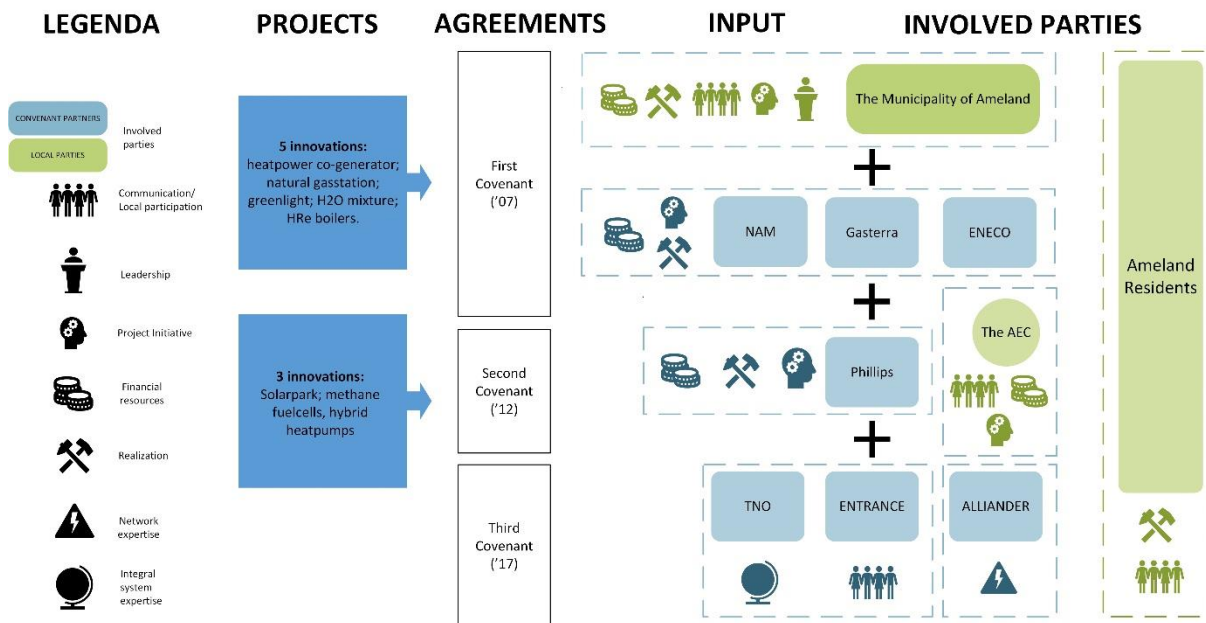 LEGENDA
PROJECTS
AGREEMENTS
INPUT
INVOLVED PARTIES
CONVENANT PARTNERS
LOCAL PARTIES
Involved
parties
Communication/
Local participation
Leadership
Project Initiative
Financial
resources
Realization
Network
expertise
Integral
system
expertise
5 innovations:
heatpower co-generator;
natural gasstation;
greenlight; H2O mixture;
HRe boilers.
3 innovations:
Solarpark; methane
fuelcells, hybrid
heatpumps
First
Covenant
('07)
Second
Covenant
('12)
Third
Covenant
('17)
The Municipality of Ameland
+
NAM
Gasterra
ENECO
+
Phillips
The AEC
+
TNO
ENTRANCE
ALLIANDER
Ameland
Residents